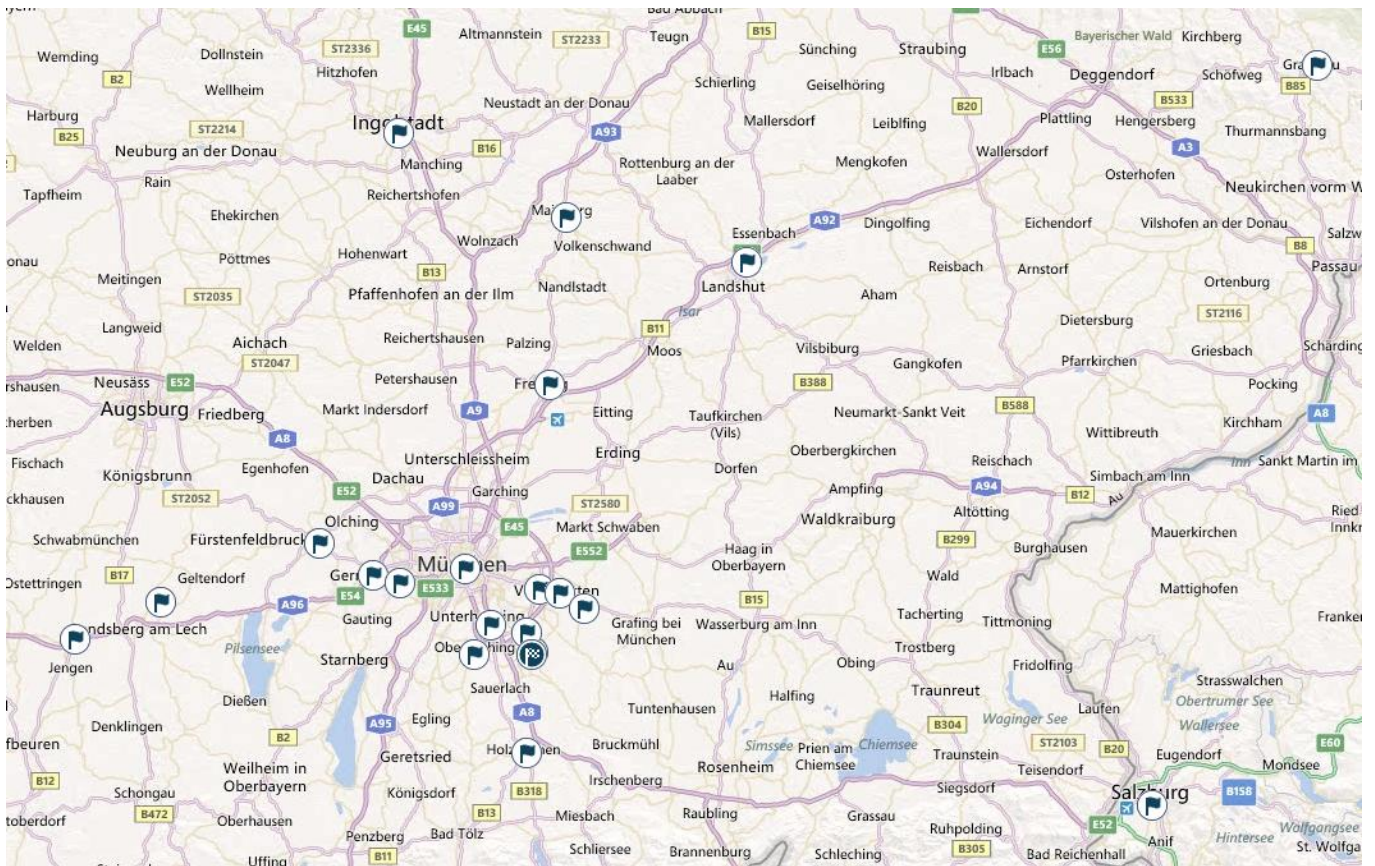 Bad Abbach
E45
Altmannstein
ST2233
Teugn
B15
Sünching
Straubing
E56
Bayerischer Wald
Kirchberg
Wemding
Dollnstein
ST2336
Hitzhofen
Schierling
Geiselhöring
Irlbach
Deggendorf
Schöfweg
B2
Wellheim
B85
Harburg
Neustadt an der Donau
B20
B533
Mallersdorf
Leiblfing
Plattling
Hengersberg
Thurmannsbang
B25
ST2214
A93
Neuburg an der Donau
B16
Manching
Rottenburg an der
Laaber
Mengkofen
Wallersdorf
A3
Osterhofen
Tapfheim
Rain
Reichertshofen
Neukirchen vorm W
Ehekirchen
Wolnzach
Volkenschwand
Essenbach
A92
Dingolfing
Eichendorf
Vilshofen an der Donau
B8
Hohenwart
Pöttmes
Meitingen
B13
Reisbach
Arnstorf
Passau
Ortenburg
ST2035
Pfaffenhofen an der Ilm
Nandlstadt
Landshut
Aham
Isar
ST2116
Langweid
Dietersburg
B11
Welden
Aichach
Reichertshausen
Palzing
Moos
Vilsbiburg
Griesbach
Schärding
ST2047
Gangkofen
Pfarrkirchen
Neusäss
E52
Petershausen
B388
Pocking
Augsburg
Friedberg
Markt Indersdorf
A9
Eitting
Taufkirchen
(Vils)
Neumarkt-Sankt Veit
B588
A8
Kirchham
Wittibreuth
A8
Fischach
Egenhofen
Unterschleissheim
Erding
Oberbergkirchen
Reischach
Inn
Sankt Martin im
Königsbrunn
Dachau
Dorfen
Simbach am Inn
E52
Garching
Ampfing
A94
B12
Au
ST2052
A99
ST2580
Altötting
Olching
E45
Markt Schwaben
Waldkraiburg
Mauerkirchen
Schwabmünchen
B299
Burghausen
E552
Haag in
Oberbayern
B17
Geltendorf
E54
E533
Wald
Mattighofen
A96
B15
Gauting
Grafing bei
München
Wasserburg am Inn
Tacherting
Tittmoning
Pilsensee
Starnberg
Trostberg
Jengen
Au
Obing
Fridolfing
Sauerlach
Strasswalchen
Dießen
Halfing
Traunreut
Obertrumer See
Tuntenhausen
Laufen
A8
Waginger See
Denklingen
A95
Egling
B304
Wallersee
B2
Bruckmühl
Simssee
Prien am
Chiemsee
Chiemsee
ST2103
B20
Eugendorf
E60
Geretsried
Traunstein
Mondsee
Weilheim in
Oberbayern
Rosenheim
Teisendorf
B12
Irschenberg
Siegsdorf
Salzburg
B158
Schongau
Königsdorf
B318
B472
Oberhausen
B13
Miesbach
Raubling
Grassau
Ruhpolding
E52
Anif
Hintersee
Wolfgangsee
St. Wolfga
Penzberg
Bad Tölz
B11
Schliersee
Brannenburg
Schleching
B305
Bad Reichenhall
Uffing